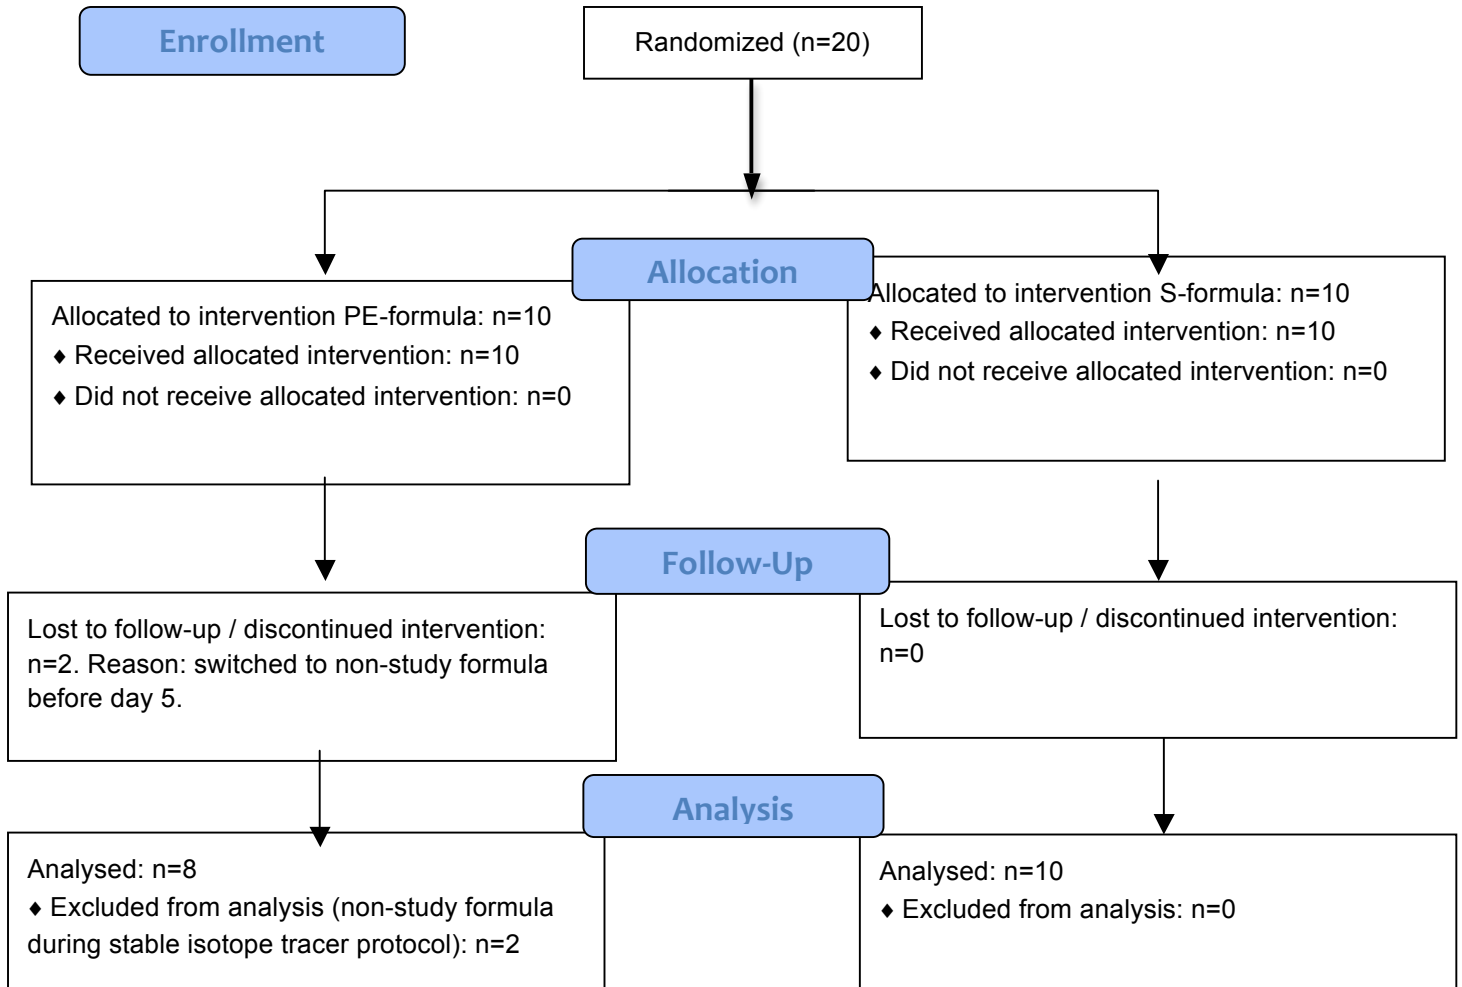 Enrollment
Randomized (n=20)
Allocation
Allocated to intervention PE-formula: n=10
♦ Received allocated intervention: n=10
♦ Did not receive allocated intervention: n=0
Allocated to intervention S-formula: n=10
♦ Received allocated intervention: n=10
♦ Did not receive allocated intervention: n=0
Follow-Up
Lost to follow-up / discontinued intervention:
n=2. Reason: switched to non-study formula
before day 5.
Lost to follow-up / discontinued intervention:
n=0
Analysis
Analysed: n=8
♦ Excluded from analysis (non-study formula
during stable isotope tracer protocol): n=2
Analysed: n=10
♦ Excluded from analysis: n=0